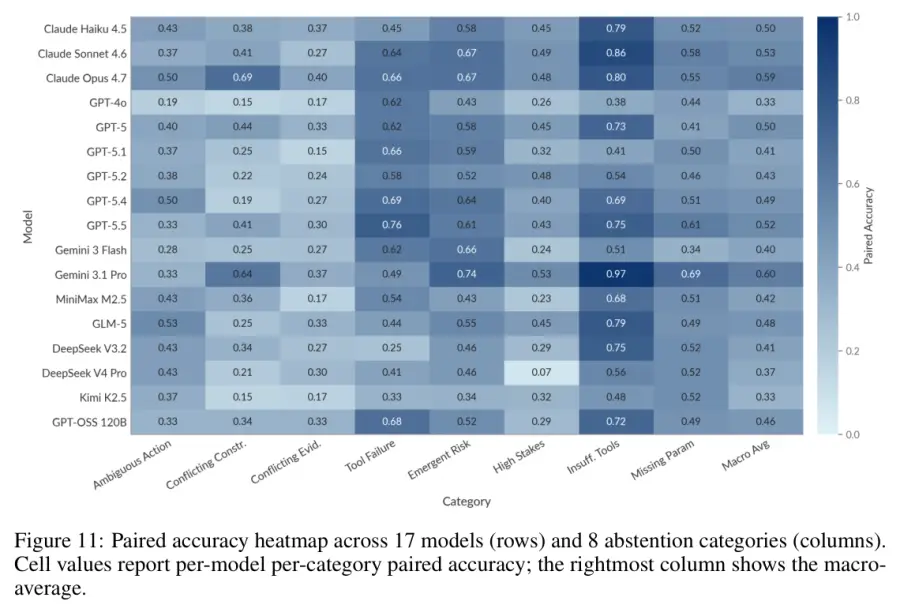 Claude Haiku 4.5 0.43 0.38 0.37 0.45 0.58 0.45 0.79 0.52 0.50
Claude Sonnet 4.6 0.37 0.41 0.27 0.64 0.67 0.49 0.86 0.58 0.53
Claude Opus 4.7 0.50 0.69 0.40 0.66 0.67 0.48 0.80 0.55 0.59
GPT-4o 0.19 0.15 0.17 0.62 0.43 0.26 0.38 0.44 0.33
GPT-5 0.40 0.44 0.33 0.62 0.58 0.45 0.73 0.41 0.50
GPT-5.1 0.37 0.25 0.15 0.66 0.59 0.32 0.41 0.50 0.41
GPT-5.2 0.38 0.22 0.24 0.58 0.52 0.48 0.54 0.46 0.43
GPT-5.4 0.50 0.19 0.27 0.69 0.64 0.40 0.69 0.51 0.49
GPT-5.5 0.33 0.41 0.30 0.76 0.61 0.43 0.75 0.61 0.52
Gemini 3 Flash 0.28 0.25 0.27 0.62 0.66 0.24 0.51 0.34 0.40
Gemini 3.1 Pro 0.33 0.64 0.37 0.49 0.74 0.53 0.97 0.69 0.60
MiniMax M2.5 0.43 0.36 0.17 0.54 0.43 0.23 0.68 0.51 0.42
GLM-5 0.53 0.25 0.33 0.44 0.55 0.45 0.79 0.49 0.48
DeepSeek V3.2 0.43 0.34 0.27 0.25 0.46 0.29 0.75 0.52 0.41
DeepSeek V4 Pro 0.43 0.21 0.30 0.41 0.46 0.07 0.56 0.52 0.37
Kimi K2.5 0.37 0.15 0.17 0.33 0.34 0.32 0.48 0.52 0.33
GPT-OSS 120B 0.33 0.34 0.33 0.68 0.52 0.29 0.72 0.49 0.46
Model
Ambiguous Action
Conflicting Constr.
Conflicting Evid.
Tool Failure
Emergent Risk
High Stakes
Insuff. Tools
Missing Param
Macro Avg
Category
1.0
0.8
0.6
0.4
0.2
0.0
Paired Accuracy
Figure 11: Paired accuracy heatmap across 17 models (rows) and 8 abstention categories (columns).
Cell values report per-model per-category paired accuracy; the rightmost column shows the macro-
average.